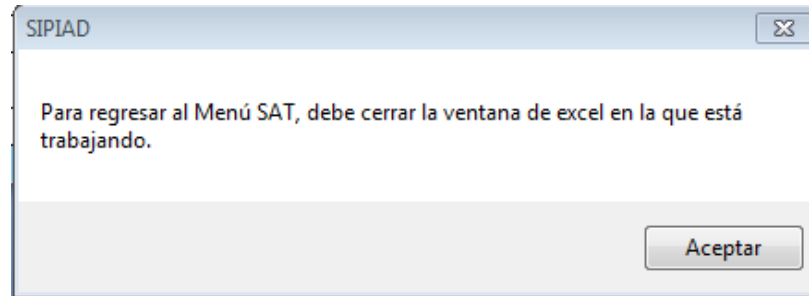 SIPIAD
Para regresar al Menú SAT, debe cerrar la ventana de excel en la que está
trabajando.
Aceptar